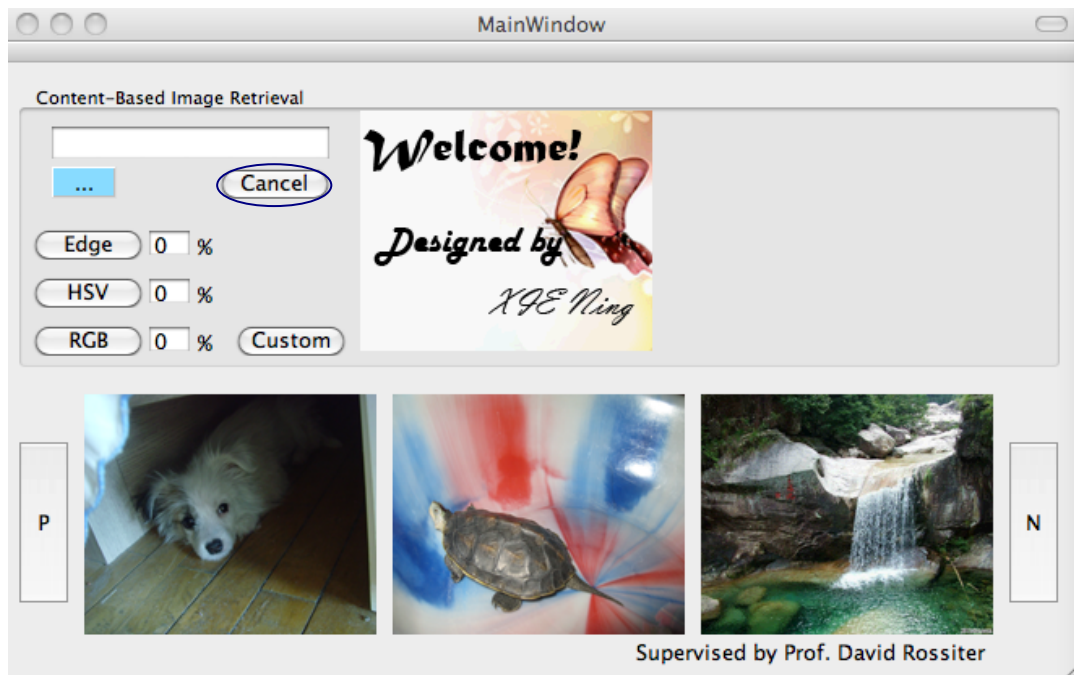 MainWindow
Content-Based Image Retrieval
...
Cancel
Edge 0 %
HSV 0 %
RGB 0 % Custom
Welcome!
Designed by
XIE Ning
P
N
Supervised by Prof. David Rossiter